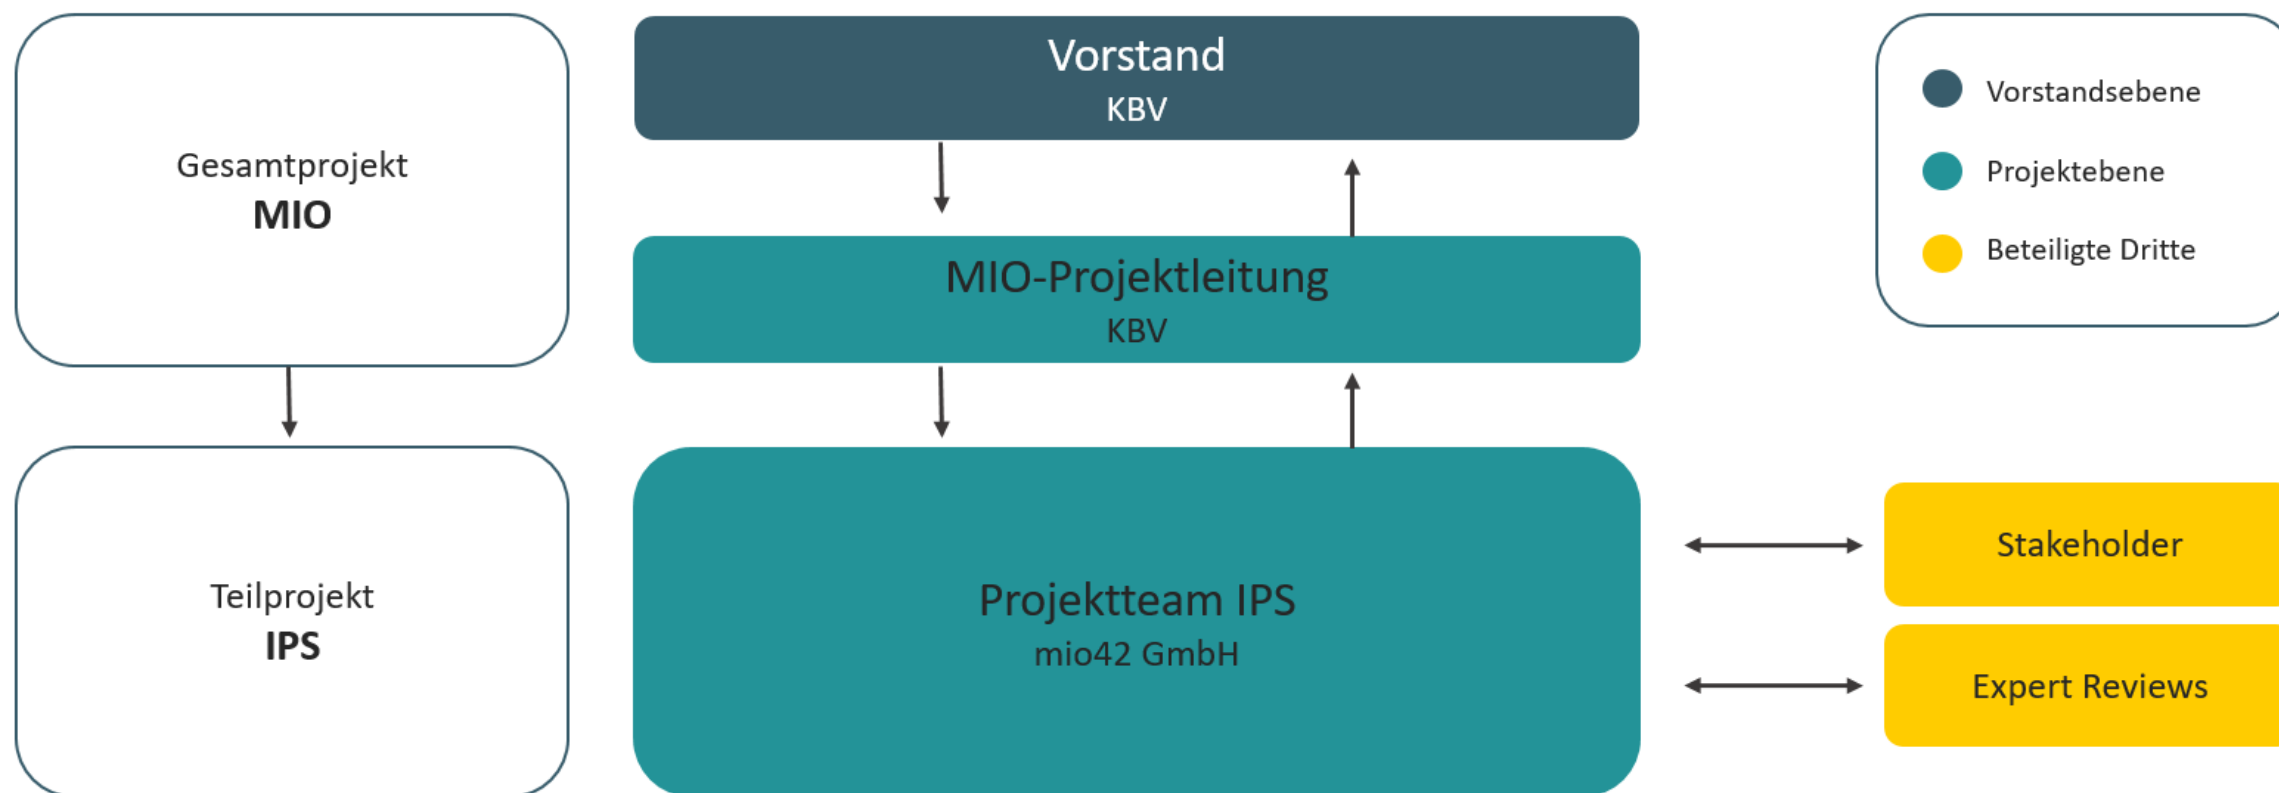 Gesamtprojekt
MIO
Teilprojekt
IPS
Vorstand
KBV
MIO-Projektleitung
KBV
Projektteam IPS
mio42 GmbH
Vorstandsebene
Projektebene
Beteiligte Dritte
Stakeholder
Expert Reviews